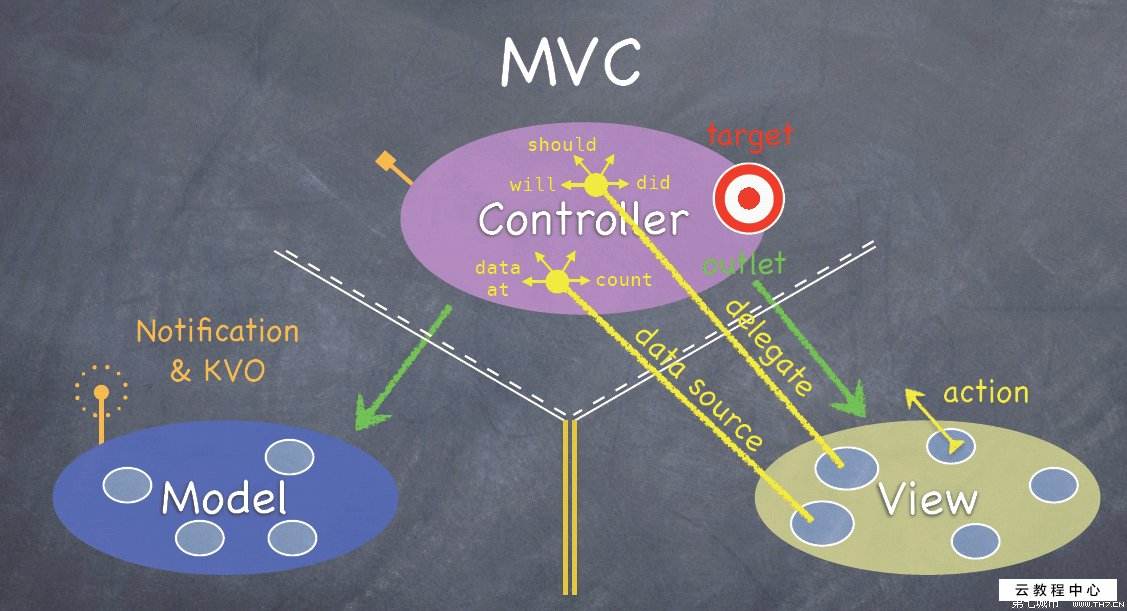 MVC
target
should
will
did
Controller
outlet
data
at
count
delegate
data source
Notification
& KVO
action
Model
View
云教程中心
第七城市 WWW.TH7.CN